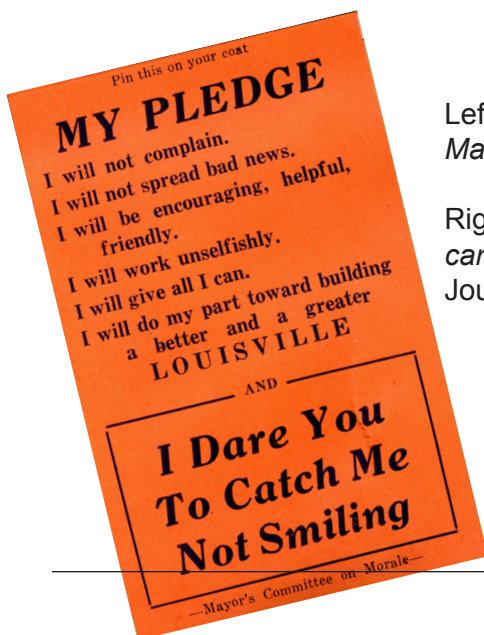 Pin this on your coat
MY PLEDGE
I will not complain.
I will not spread bad news.
I will be encouraging, helpful,
friendly.
I will work unselfishly.
I will give all I can.
I will do my part toward building
a better and a greater
LOUISVILLE
AND
I Dare You
To Catch Me
Not Smiling
—Mayor's Committee on Morale—
Lef
Ma
Rig
car
Jou